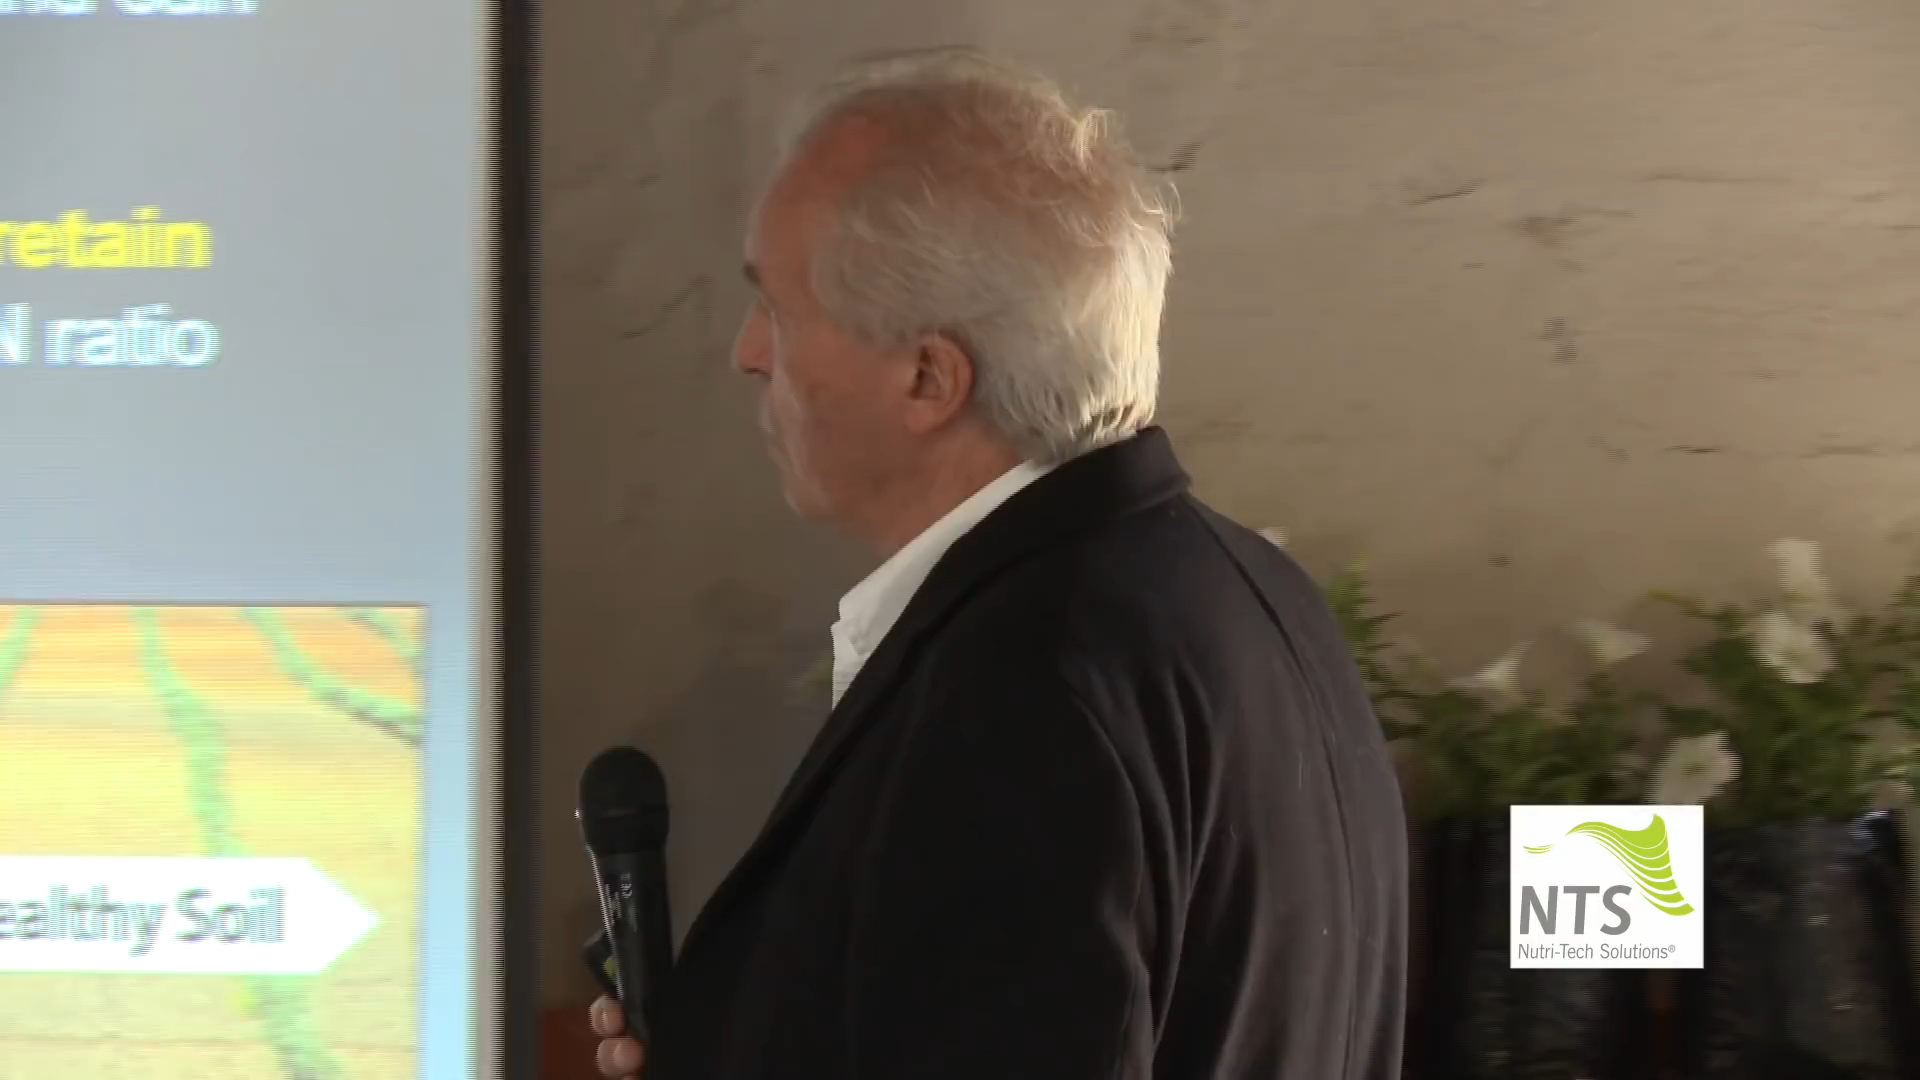 retain
N ratio
ealthy Soil
NTS
Nutri-Tech Solutions®